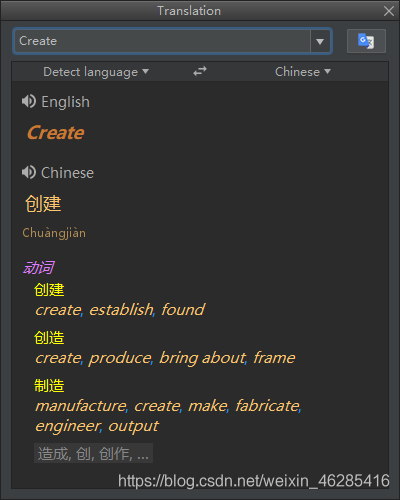 Translation
Create
Detect language
Chinese
English
Create
Chinese
创建
Chuàngjiàn
动词
创建
create, establish, found
创造
create, produce, bring about, frame
制造
manufacture, create, make, fabricate,
engineer, output
造成, 创, 创作, ...
https://blog.csdn.net/weixin_46285416